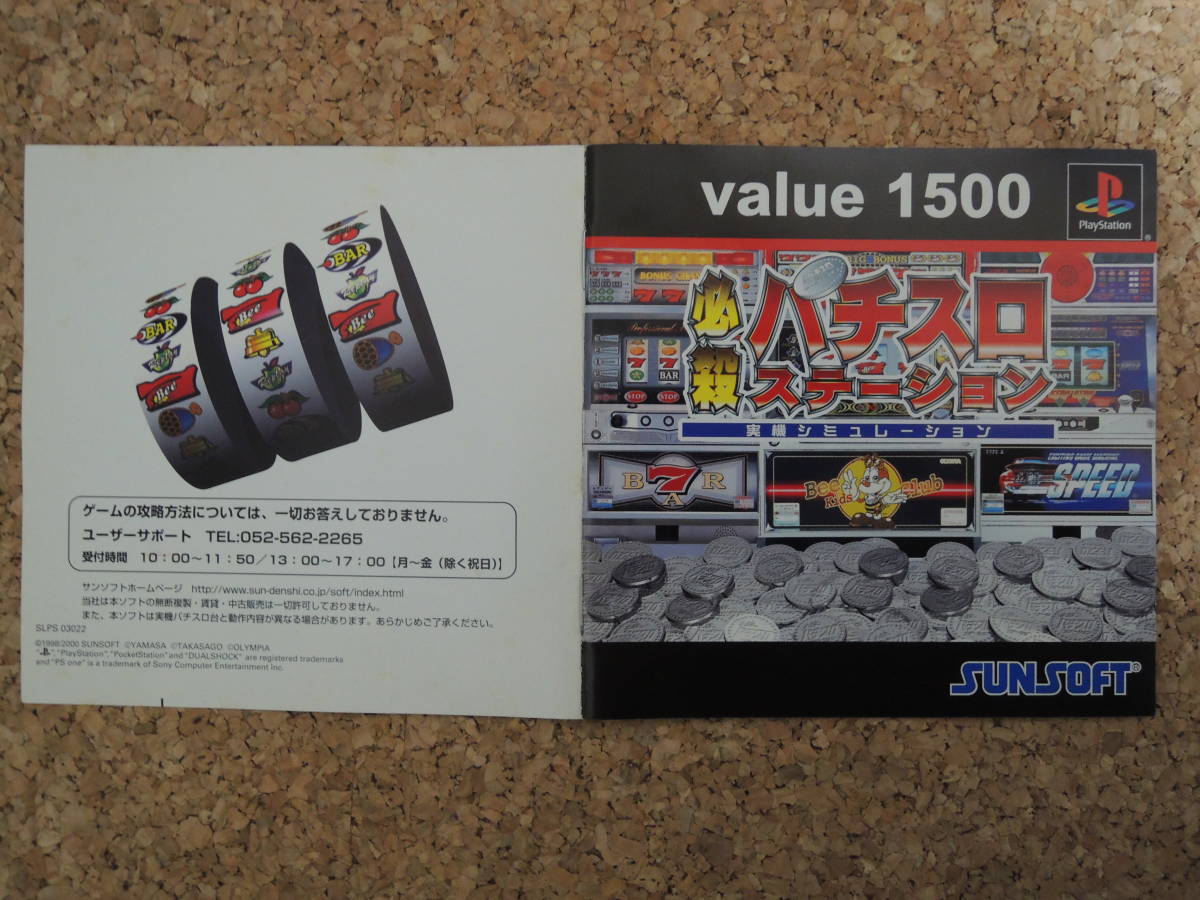 BAR
Bee
BAR
Bee
Bee
ゲームの攻略方法については、一切お答えしておりません。
ユーザーサポート TEL:052-562-2265
受付時間 10:00～11:50/13:00～17:00【月～金（除く祝日）】
サンソフトホームページ http://www.sun-denshi.co.jp/soft/index.html
当社は本ソフトの無断複製・賃貸・中古販売は一切許可しておりません。
また、本ソフトは実機パチスロ台と動作内容が異なる場合があります。あらかじめご了承ください。
SLPS 03022
©1998/2000 SUNSOFT ©YAMASA ©TAKASAGO ©OLYMPIA
"", "PlayStation", "PocketStation" and "DUALSHOCK" are registered trademarks
and "PS one" is a trademark of Sony Computer Entertainment Inc.
value 1500
PlayStation
®
BONUS
BIG BONUS
必殺
パチスロ
ステーション
実機シミュレーション
BAR
STOP STOP
B 7 R
A
Bee Club
Kids
OLYMPIA
TYPE A
EXCITING GAME MACHINE
SPEED
SUNSOFT®